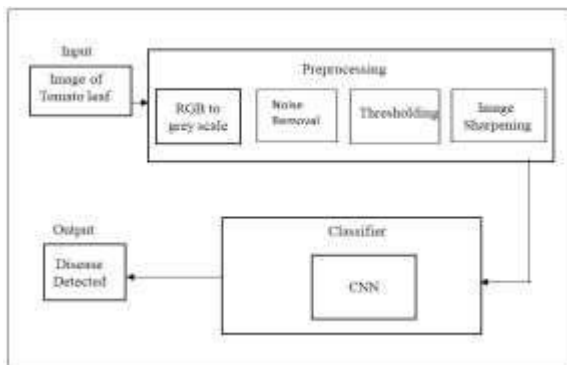 Input
Image of
Tomato leaf
Preprocessing
RGB to
grey scale
Noise
Removal
Thresholding
Image
Sharpening
Output
Disease
Detected
Classifier
CNN